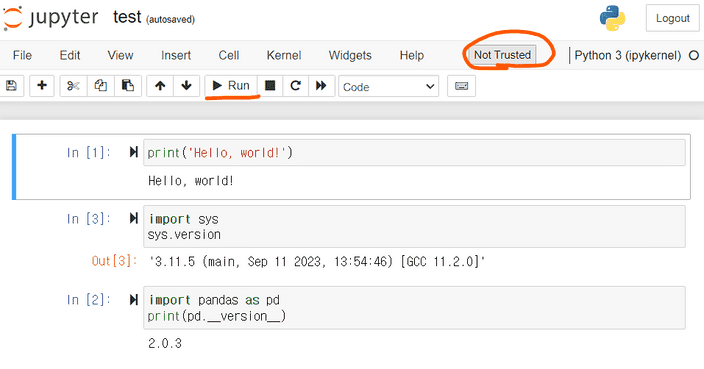 jupyter test (autosaved)
Logout
File Edit View Insert Cell Kernel Widgets Help Not Trusted Python 3 (ipykernel)
Run Code
In [1]: print('Hello, world!')
Hello, world!
In [3]: import sys
sys.version
Out[3]: '3.11.5 (main, Sep 11 2023, 13:54:46) [GCC 11.2.0]'
In [2]: import pandas as pd
print(pd.__version__)
2.0.3